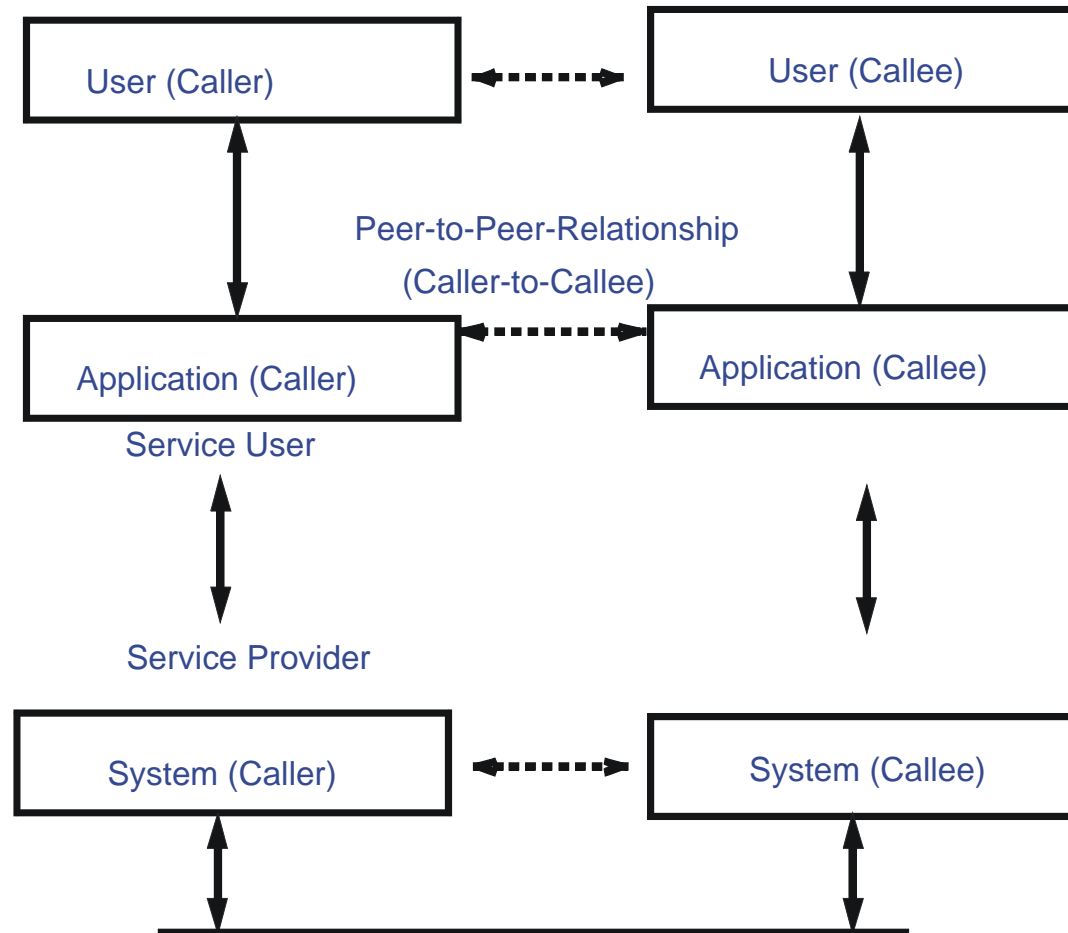 User (Caller)
User (Callee)
Peer-to-Peer-Relationship
(Caller-to-Callee)
Application (Caller)
Application (Callee)
Service User
Service Provider
System (Caller)
System (Callee)